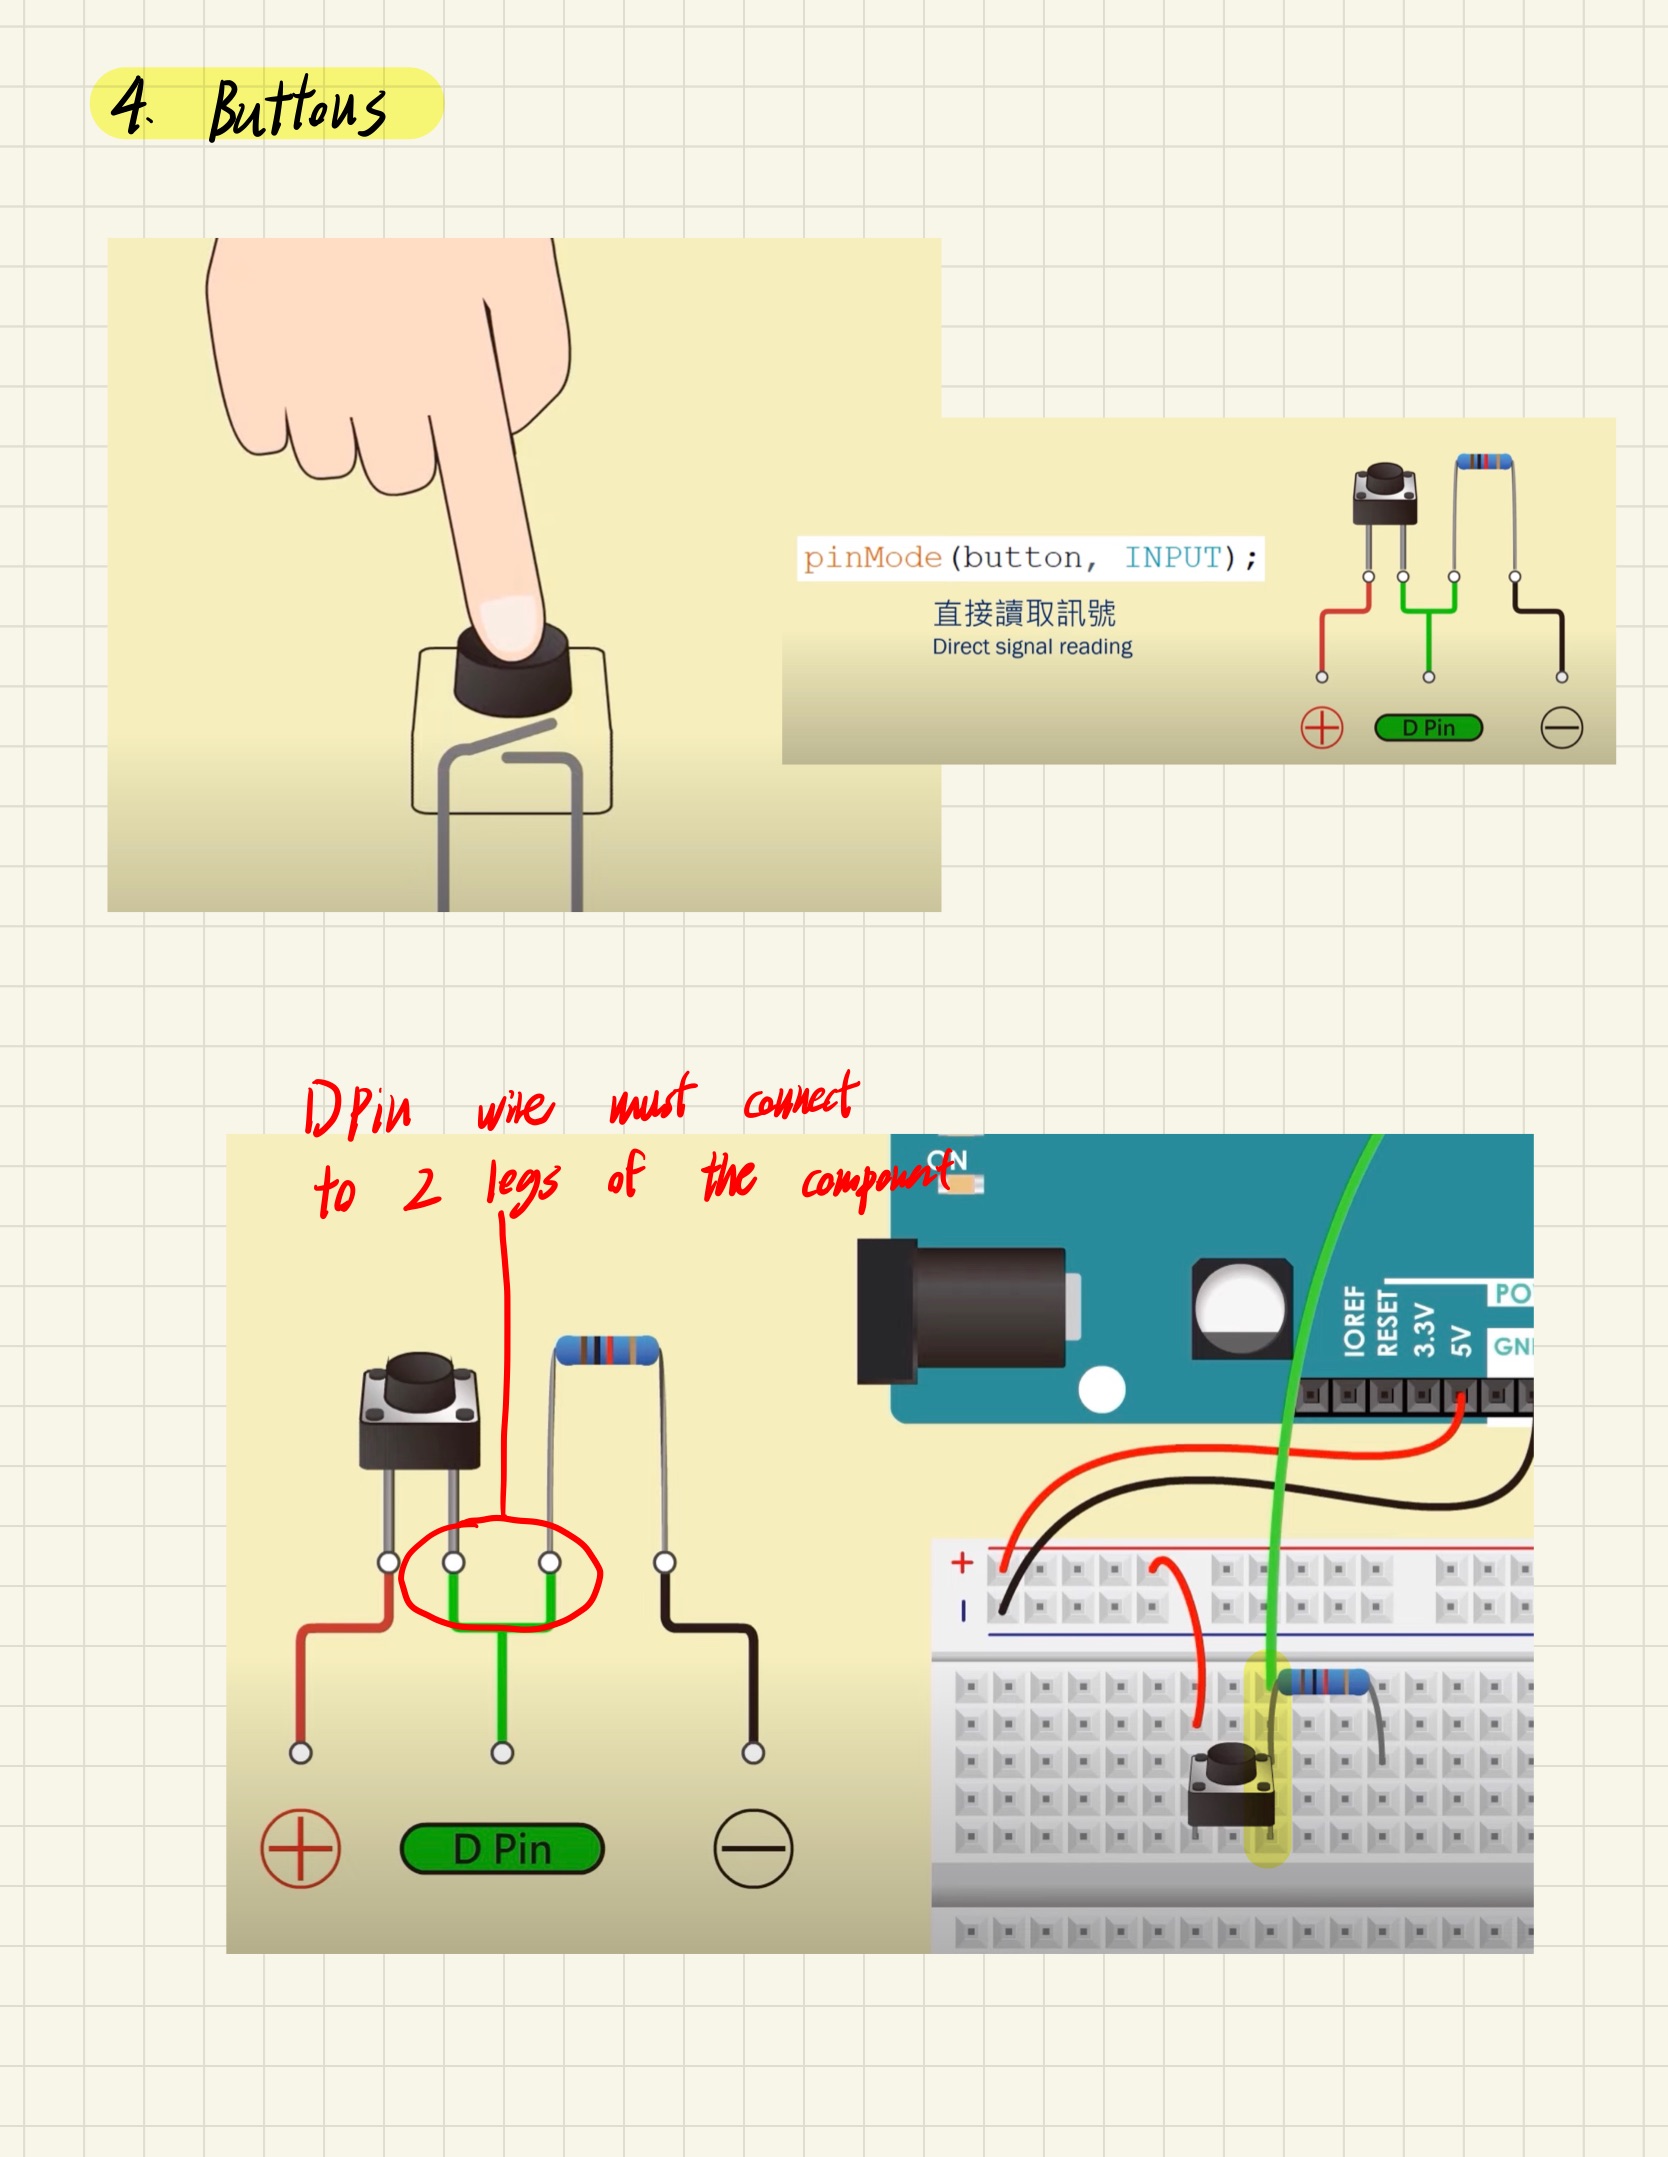 4. Buttons
pinMode(button, INPUT);
直接讀取訊號
Direct signal reading
D Pin
DPin wire must connect
to 2 legs of the component
ON
IOREF
RESET
3.3V
5V
PO
GN
D Pin